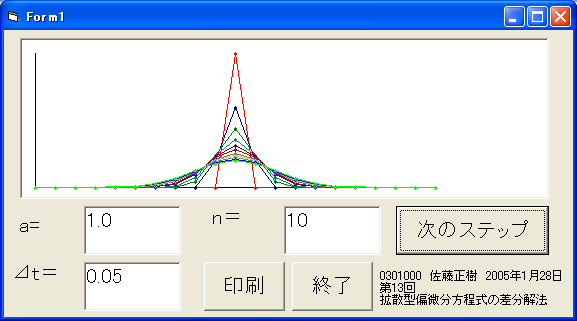 Form1
a=
1.0
n=
10
次のステップ
⊿t=
0.05
印刷
終了
0301000 佐藤正樹 2005年1月28日
第13回
拡散型偏微分方程式の差分解法